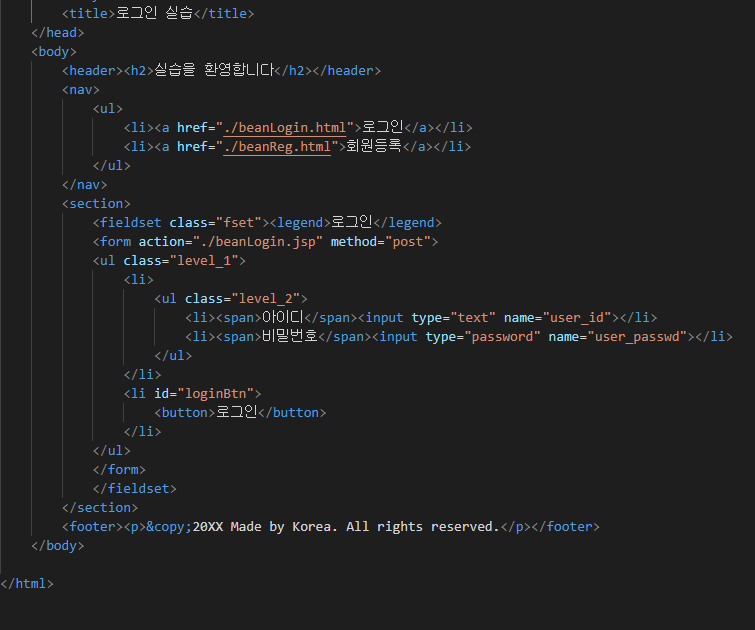 <title>로그인 실습</title>
</head>
<body>
<header><h2>실습을 환영합니다</h2></header>
<nav>
<ul>
<li><a href="./beanLogin.html">로그인</a></li>
<li><a href="./beanReg.html">회원등록</a></li>
</ul>
</nav>
<section>
<fieldset class="fset"><legend>로그인</legend>
<form action="./beanLogin.jsp" method="post">
<ul class="level_1">
<li>
<ul class="level_2">
<li><span>아이디</span><input type="text" name="user_id"></li>
<li><span>비밀번호</span><input type="password" name="user_passwd"></li>
</ul>
</li>
<li id="loginBtn">
<button>로그인</button>
</li>
</ul>
</form>
</fieldset>
</section>
<footer><p>&copy;20XX Made by Korea. All rights reserved.</p></footer>
</body>
</html>